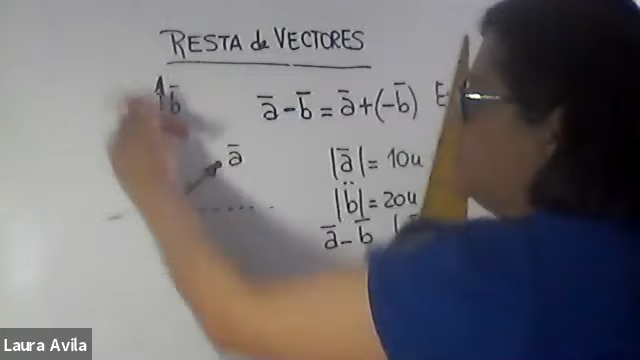 RESTA de VECTORES
b̄
ā - b̄ = ā + (-b̄) E
ā
|ā| = 10u
|b̄| = 20u
ā - b̄
Laura Avila